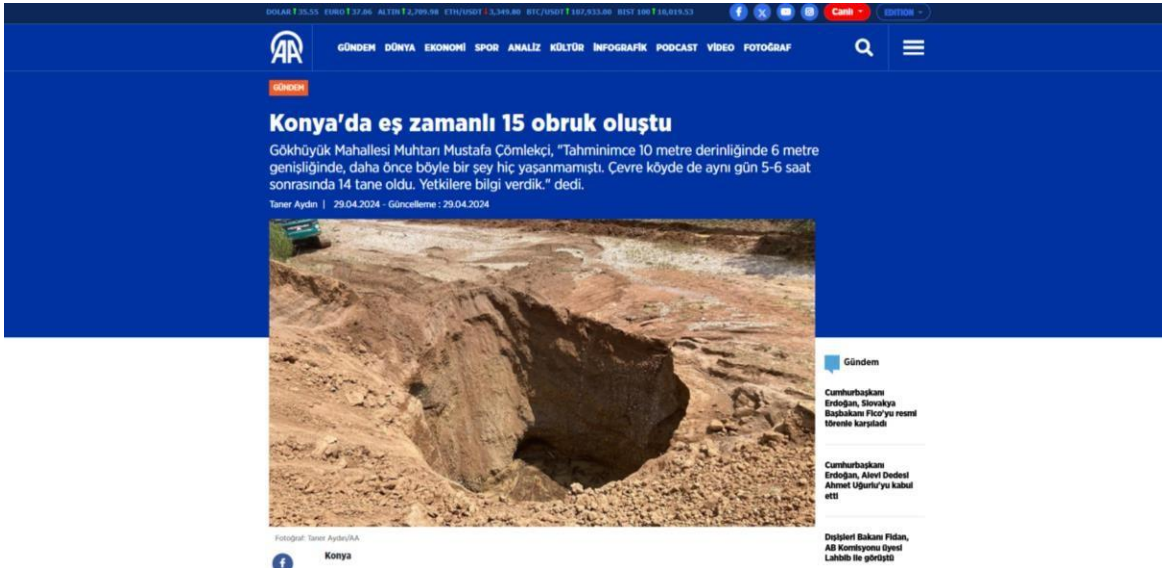 DOLAR 35.55 EURO 37.06 ALTIN 2,709.98 ETH/USDT 3,349.80 BTC/USDT 107,933.00 BIST 100 10,019.53
Canlı
EDITION
AA
GÜNDEM DÜNYA EKONOMİ SPOR ANALİZ KÜLTÜR İNFOGRAFİK PODCAST VİDEO FOTOĞRAF
GÜNDEM
Konya'da eş zamanlı 15 obruk oluştu
Gökhüyük Mahallesi Muhtarı Mustafa Çömlekçi, "Tahminimce 10 metre derinliğinde 6 metre
genişliğinde, daha önce böyle bir şey hiç yaşanmamıştı. Çevre köyde de aynı gün 5-6 saat
sonrasında 14 tane oldu. Yetkilere bilgi verdik." dedi.
Taner Aydın | 29.04.2024 - Güncelleme : 29.04.2024
Fotoğraf: Taner Aydın/AA
Konya
Gündem
Cumhurbaşkanı
Erdoğan, Slovakya
Başbakanı Fico'yu resmi
törenle karşıladı
Cumhurbaşkanı
Erdoğan, Alevi Dedesi
Ahmet Uğurlu'yu kabul
etti
Dışişleri Bakanı Fidan,
AB Komisyonu Üyesi
Lahbib ile görüştü